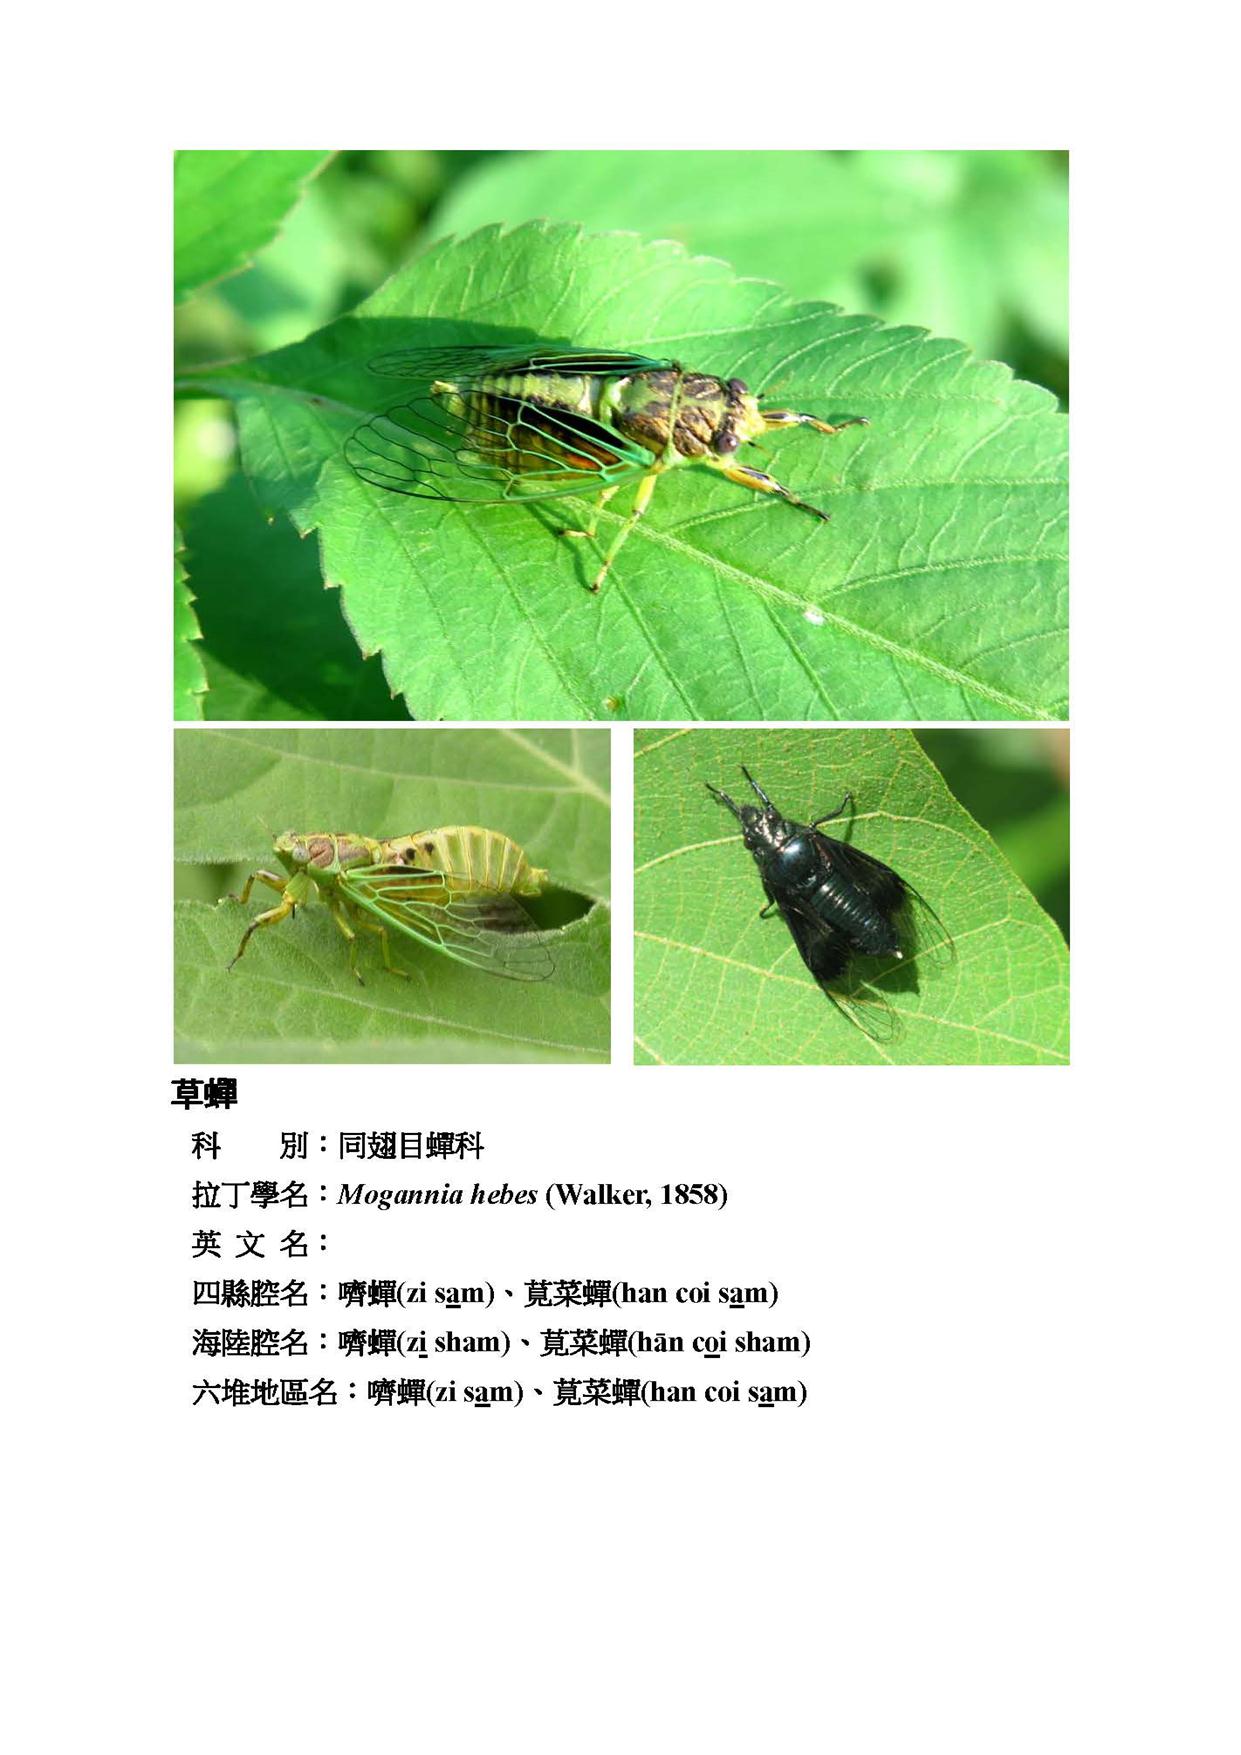 草蟬
科　　別：同翅目蟬科
拉丁學名：Mogannia hebes (Walker, 1858)
英 文 名：
四縣腔名：嚌蟬(zi sa̲m)、莧菜蟬(han coi sa̲m)
海陸腔名：嚌蟬(zi̲ sham)、莧菜蟬(hān co̲i sham)
六堆地區名：嚌蟬(zi sa̲m)、莧菜蟬(han coi sa̲m)